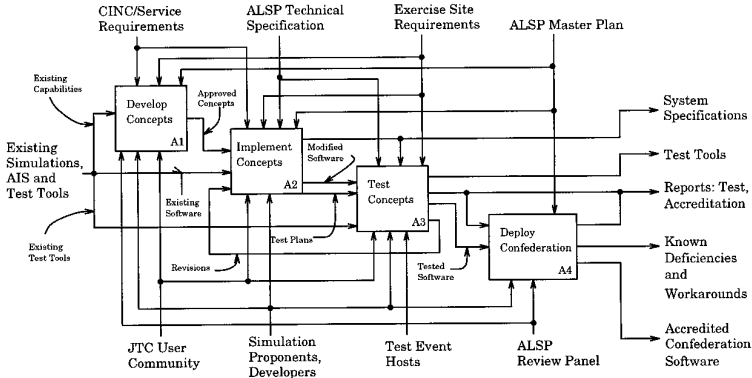 CINC/Service
Requirements
ALSP Technical
Specification
Exercise Site
Requirements
ALSP Master Plan
Existing
Capabilities
Develop
Concepts
A1
Approved
Concepts
System
Specifications
Existing
Simulations,
AIS and
Test Tools
Implement
Concepts
A2
Modified
Software
Test Tools
Test
Concepts
A3
Reports: Test,
Accreditation
Existing
Software
Existing
Test Tools
Test Plans
Revisions
Deploy
Confederation
A4
Tested
Software
Known
Deficiencies
and
Workarounds
JTC User
Community
Simulation
Proponents,
Developers
Test Event
Hosts
ALSP
Review Panel
Accredited
Confederation
Software